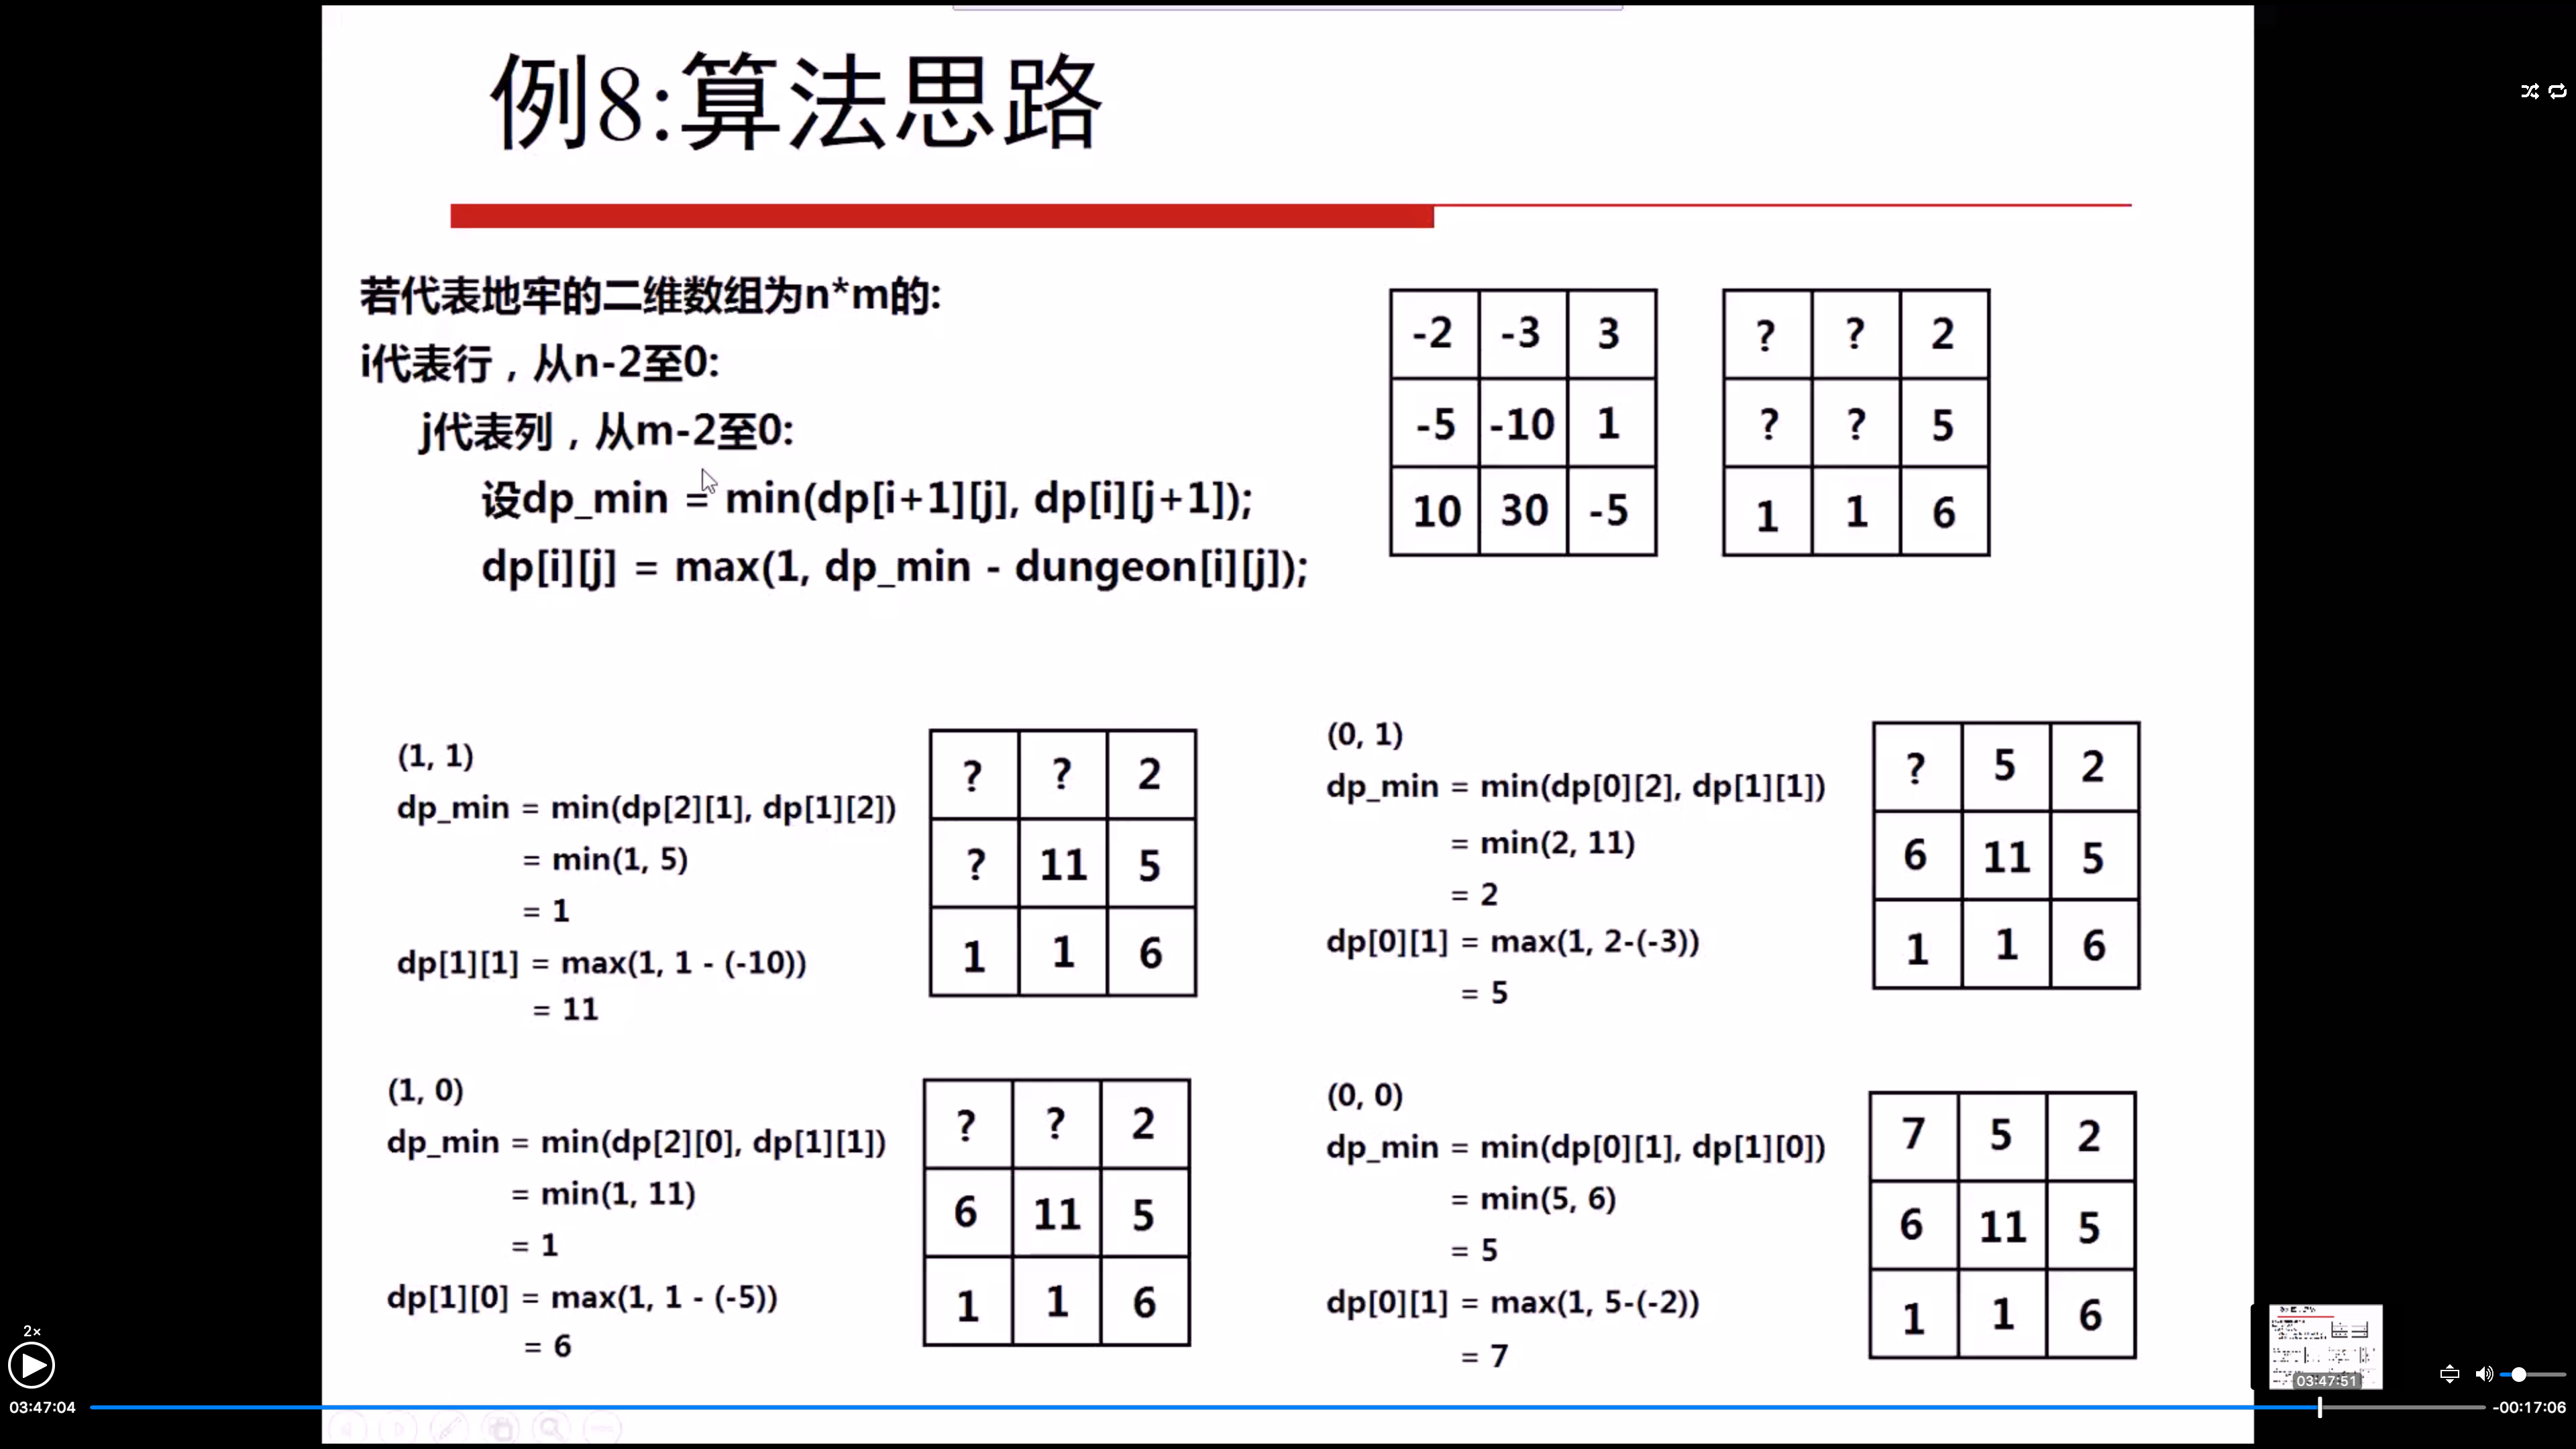 例8:算法思路
若代表地牢的二维数组为n*m的:
i代表行，从n-2至0:
j代表列，从m-2至0:
设dp_min = min(dp[i+1][j], dp[i][j+1]);
dp[i][j] = max(1, dp_min - dungeon[i][j]);
-2 -3 3
-5 -10 1
10 30 -5
? ? 2
? ? 5
1 1 6
(1, 1)
dp_min = min(dp[2][1], dp[1][2])
= min(1, 5)
= 1
dp[1][1] = max(1, 1 - (-10))
= 11
? ? 2
? 11 5
1 1 6
(0, 1)
dp_min = min(dp[0][2], dp[1][1])
= min(2, 11)
= 2
dp[0][1] = max(1, 2-(-3))
= 5
? 5 2
6 11 5
1 1 6
(1, 0)
dp_min = min(dp[2][0], dp[1][1])
= min(1, 11)
= 1
dp[1][0] = max(1, 1 - (-5))
= 6
? ? 2
6 11 5
1 1 6
(0, 0)
dp_min = min(dp[0][1], dp[1][0])
= min(5, 6)
= 5
dp[0][1] = max(1, 5-(-2))
= 7
7 5 2
6 11 5
1 1 6
2×
03:47:51
03:47:04
-00:17:06